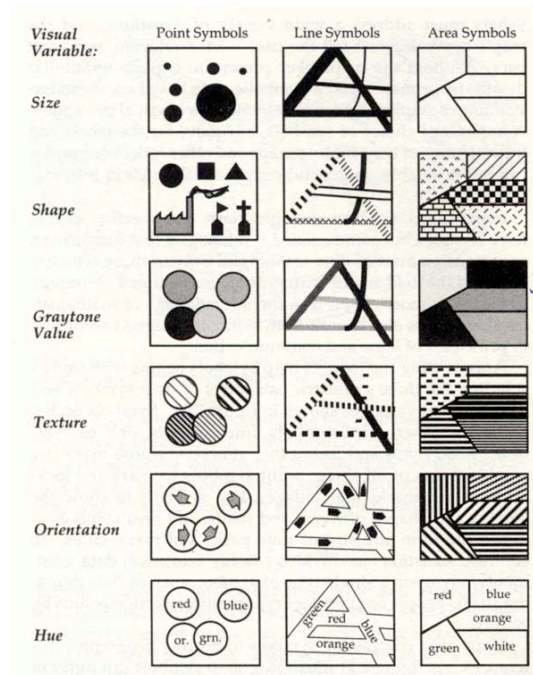 Visual
Variable: Point Symbols Line Symbols Area Symbols
Size
Shape
Graytone
Value
Texture
Orientation
Hue
red blue
or. grn.
green red blue
orange
red blue
orange
green white